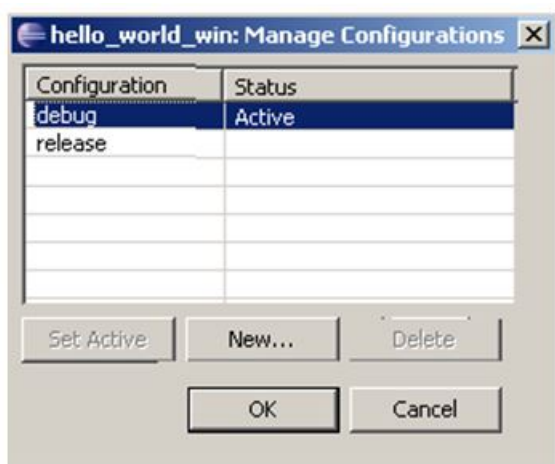 hello_world_win: Manage Configurations
Configuration Status
debug Active
release
Set Active New... Delete
OK Cancel